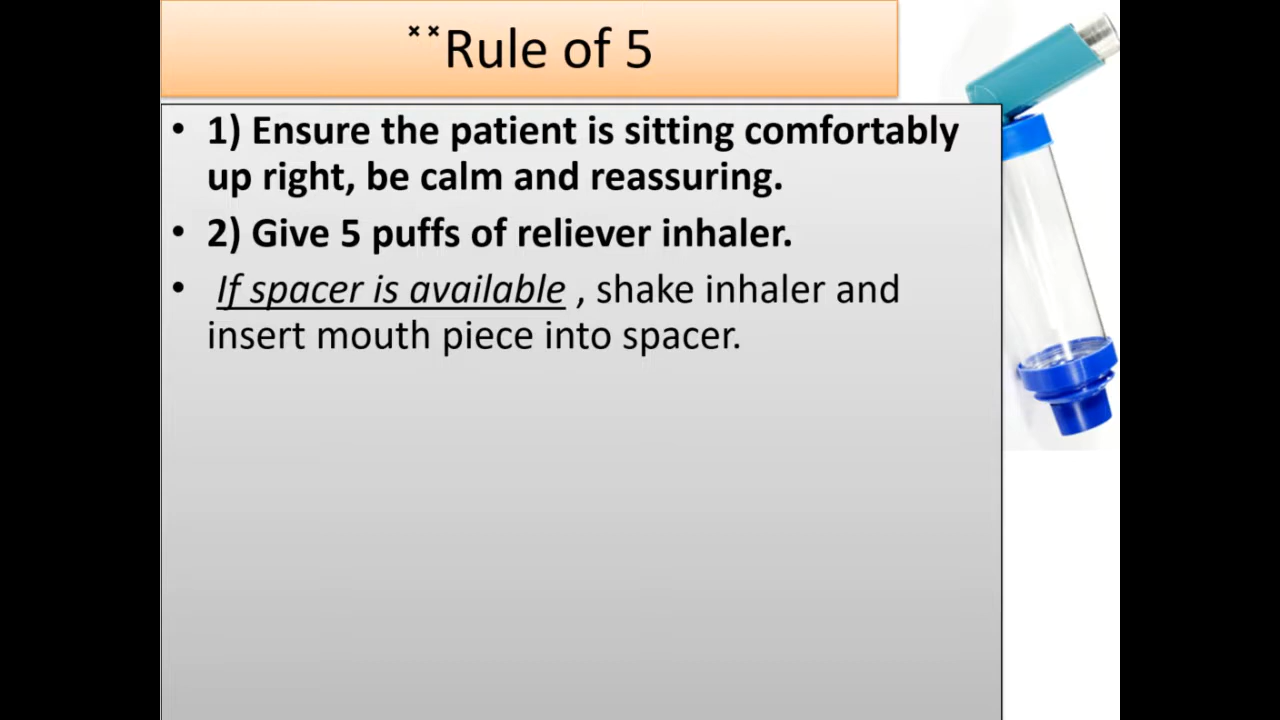 ˟˟Rule of 5
• 1) Ensure the patient is sitting comfortably
up right, be calm and reassuring.
• 2) Give 5 puffs of reliever inhaler.
• If spacer is available , shake inhaler and
insert mouth piece into spacer.